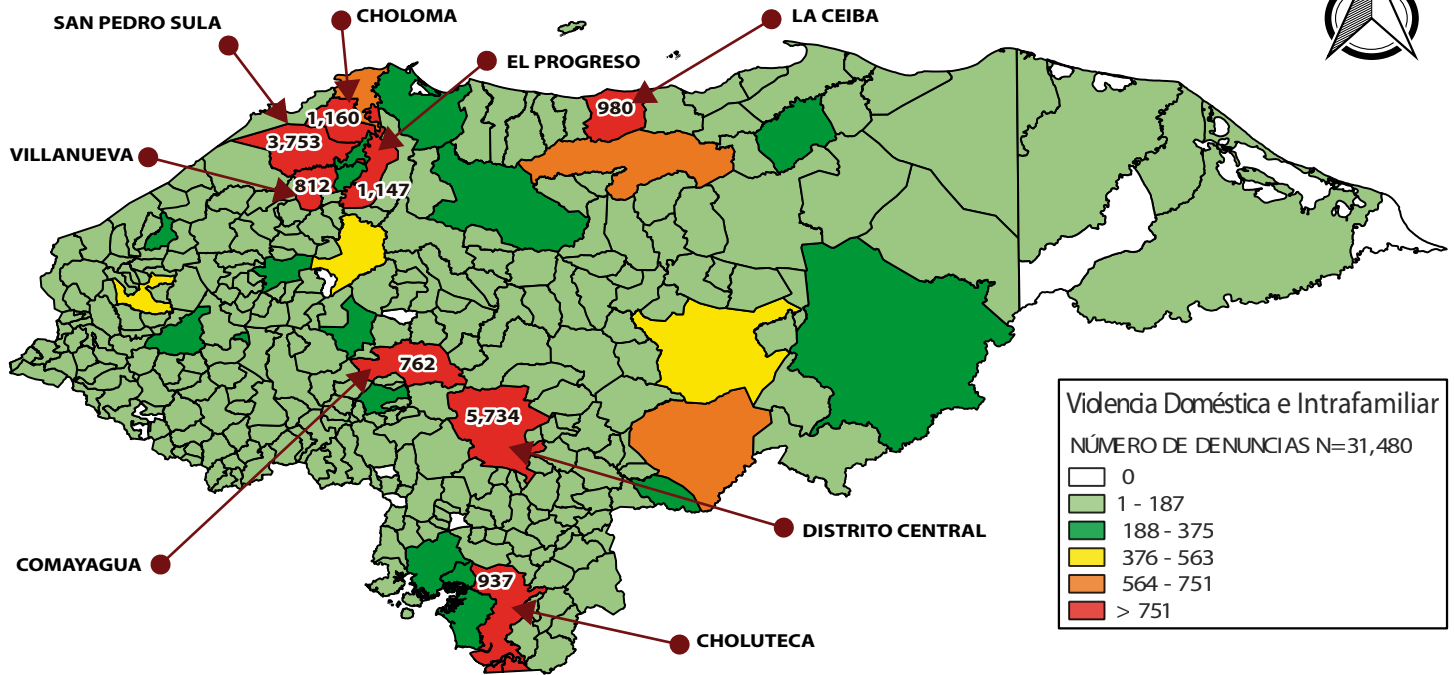 SAN PEDRO SULA
CHOLOMA
LA CEIBA
EL PROGRESO
980
1,160
3,753
VILLANUEVA
812
1,147
762
5,734
Violencia Doméstica e Intrafamiliar
NÚMERO DE DENUNCIAS N=31,480
0
1 - 187
188 - 375
376 - 563
564 - 751
> 751
DISTRITO CENTRAL
COMAYAGUA
937
CHOLUTECA